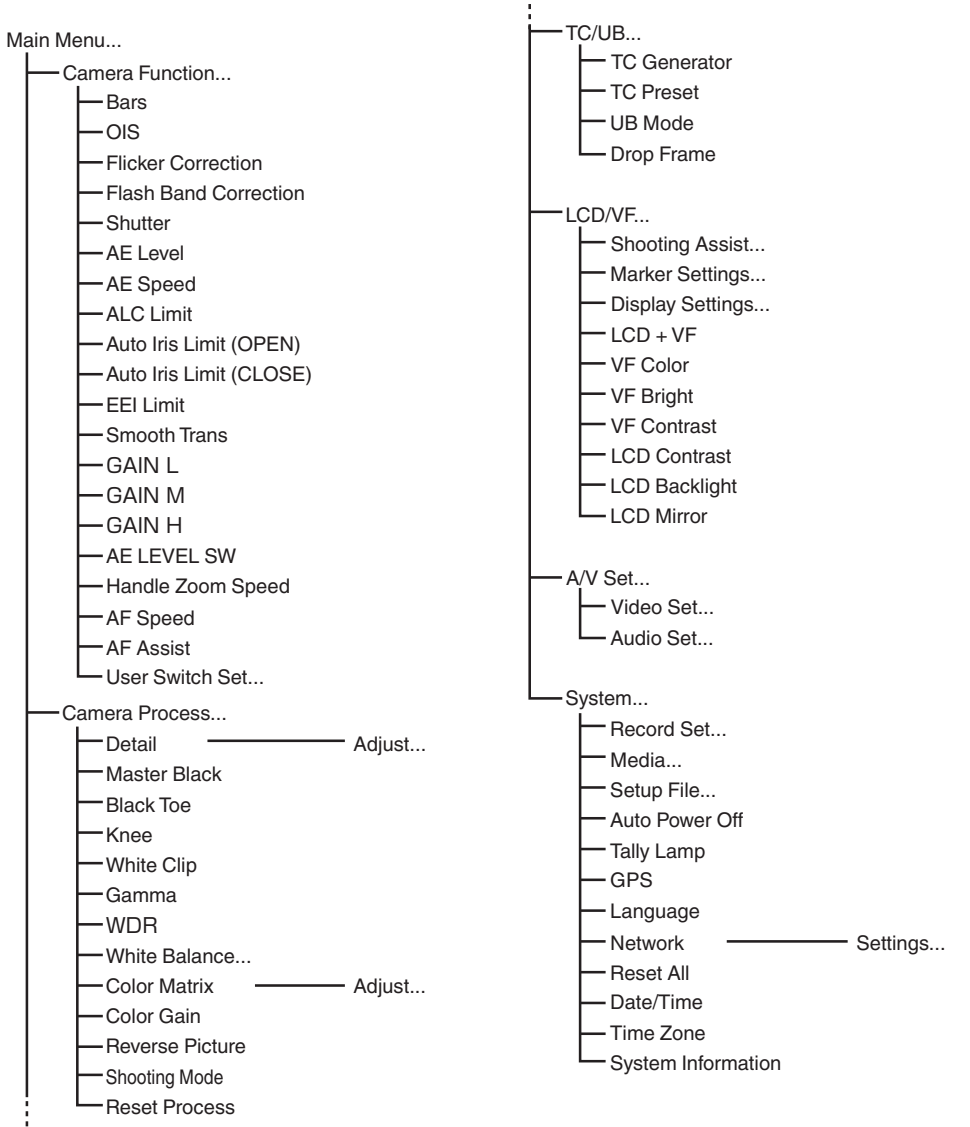 Main Menu...
Camera Function...
Bars
OIS
Flicker Correction
Flash Band Correction
Shutter
AE Level
AE Speed
ALC Limit
Auto Iris Limit (OPEN)
Auto Iris Limit (CLOSE)
EEI Limit
Smooth Trans
GAIN L
GAIN M
GAIN H
AE LEVEL SW
Handle Zoom Speed
AF Speed
AF Assist
User Switch Set...
Camera Process...
Detail Adjust...
Master Black
Black Toe
Knee
White Clip
Gamma
WDR
White Balance...
Color Matrix Adjust...
Color Gain
Reverse Picture
Shooting Mode
Reset Process
TC/UB...
TC Generator
TC Preset
UB Mode
Drop Frame
LCD/VF...
Shooting Assist...
Marker Settings...
Display Settings...
LCD + VF
VF Color
VF Bright
VF Contrast
LCD Contrast
LCD Backlight
LCD Mirror
A/V Set...
Video Set...
Audio Set...
System...
Record Set...
Media...
Setup File...
Auto Power Off
Tally Lamp
GPS
Language
Network Settings...
Reset All
Date/Time
Time Zone
System Information